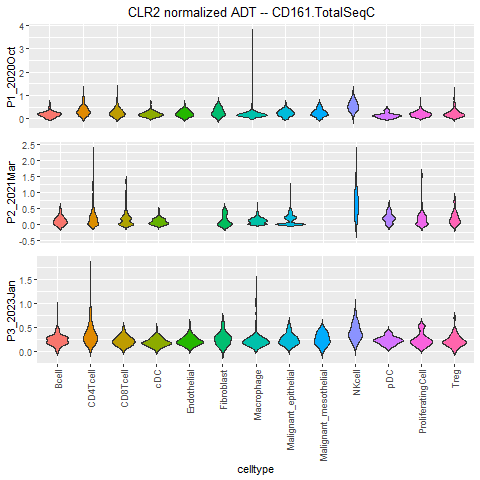 CLR2 normalized ADT -- CD161.TotalSeqC
P1_2020Oct
4
3
2
1
0
P2_2021Mar
2.5
2.0
1.5
1.0
0.5
0.0
-0.5
P3_2023Jan
1.5
1.0
0.5
0.0
Bcell
CD4Tcell
CD8Tcell
cDC
Endothelial
Fibroblast
Macrophage
Malignant_epithelial
Malignant_mesothelial
NKcell
pDC
ProliferatingCell
Treg
celltype